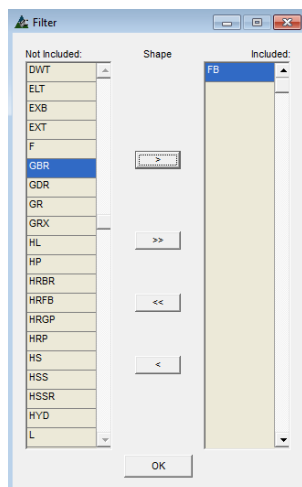 Filter
Not Included:
Shape
Included:
DWT
ELT
EXB
EXT
F
GBR
GDR
GR
GRX
HL
HP
HRBR
HRFB
HRGP
HRP
HS
HSS
HSSR
HYD
L
>
>>
<<
<
FB
OK